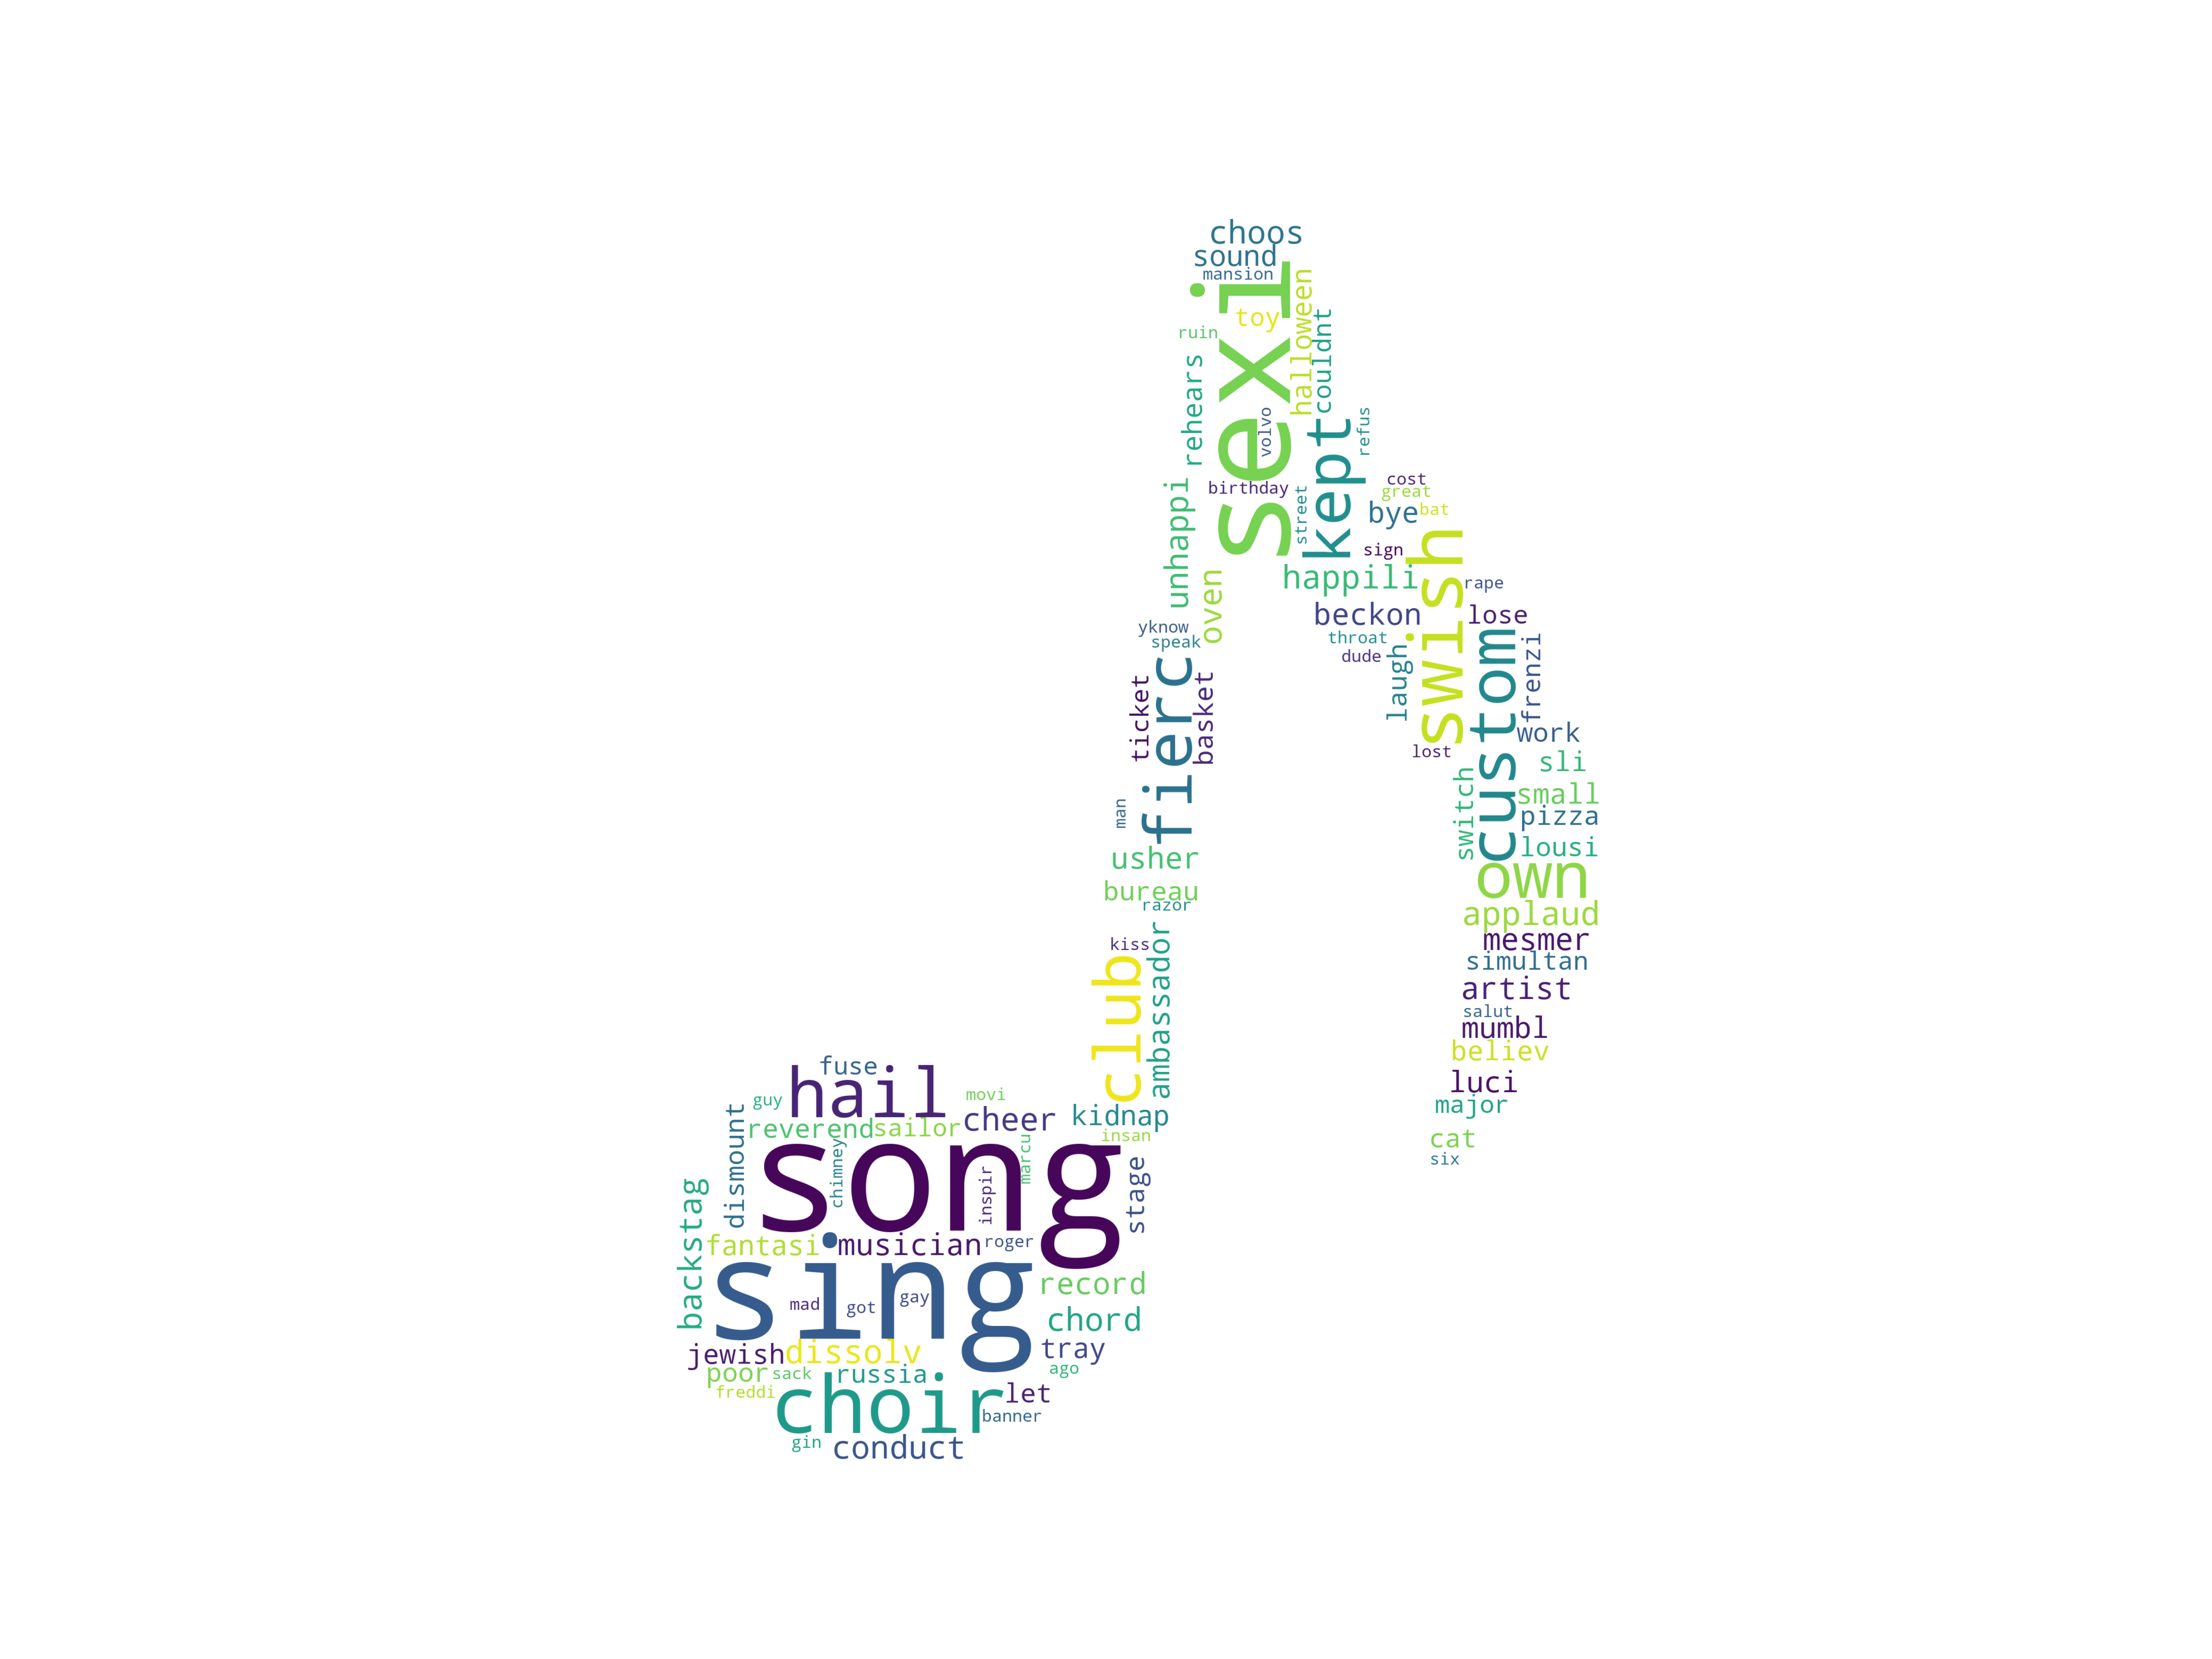 choos
sound
mansion
sexi
toy
halloween
couldnt
ruin
rehears
volvo
kept
refus
birthday
street
unhappi
oven
cost
great
bye
bat
sign
swish
happili
rape
beckon
lose
yknow
speak
throat
dude
laugh
custom
frenzi
fierc
ticket
basket
work
lost
sli
switch
small
pizza
man
lousi
usher
own
bureau
razor
applaud
kiss
mesmer
simultan
club
ambassador
artist
salut
mumbl
believ
fuse
luci
hail
guy
movi
major
dismount
reverend
sailor
cheer
kidnap
insan
cat
six
song
chimney
marcu
inspir
stage
backstag
fantasi
musician
roger
sing
record
mad
got
gay
chord
jewish
dissolv
tray
poor
sack
russia
ago
freddi
choir
let
banner
gin
conduct